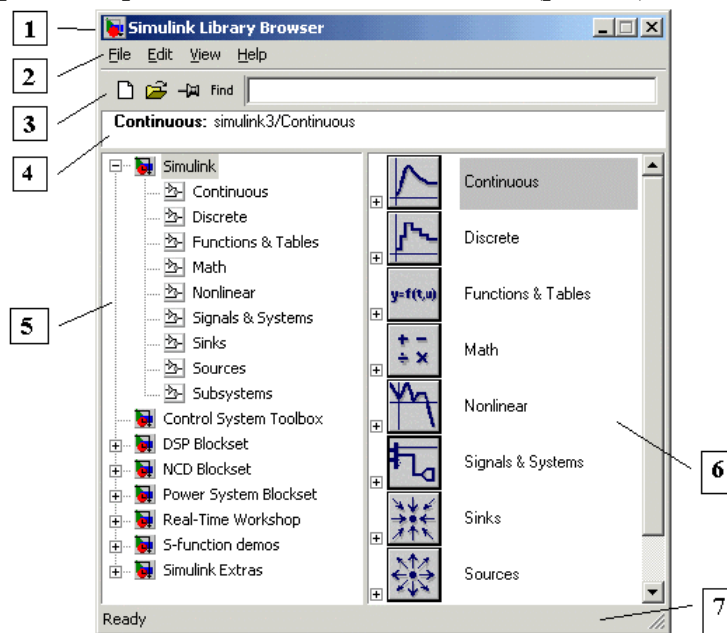 1
Simulink Library Browser
2
File Edit View Help
3
Find
4
Continuous: simulink3/Continuous
5
Simulink
Continuous
Discrete
Functions & Tables
Math
Nonlinear
Signals & Systems
Sinks
Sources
Subsystems
Control System Toolbox
DSP Blockset
NCD Blockset
Power System Blockset
Real-Time Workshop
S-function demos
Simulink Extras
Continuous
Discrete
y=f(t,u) Functions & Tables
+ − ÷ × Math
Nonlinear
Signals & Systems
Sinks
Sources
6
7
Ready